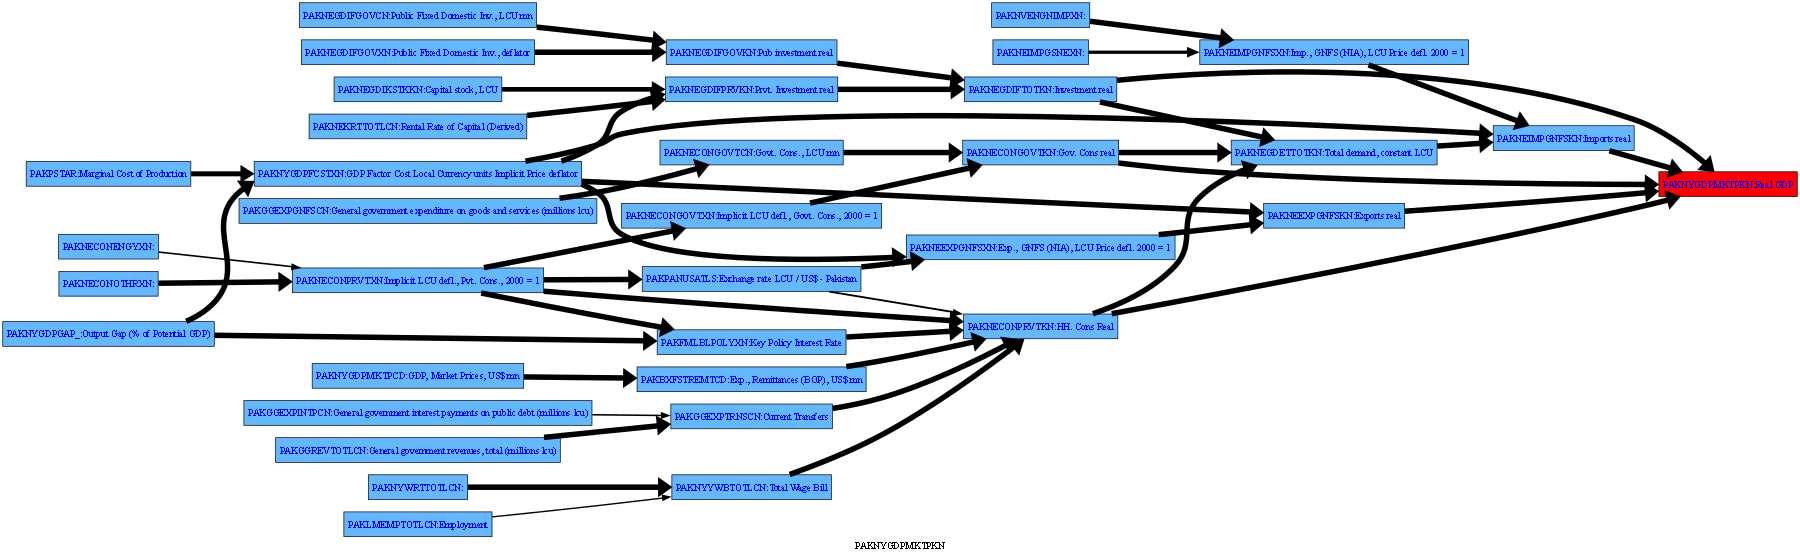 PAKNEGDIFGOVCN:Public Fixed Domestic Inv., LCU mn
PAKNVENGNIMPXN:
PAKNEGDIFGOVXN:Public Fixed Domestic Inv., deflator
PAKNEGDIFGOVKN:Pub investment real
PAKNEIMPGSNEXN:
PAKNEIMPGNFSXN:Imp., GNFS (NIA), LCU Price defl. 2000 = 1
PAKNEGDIKSTKKN:Capital stock, LCU
PAKNEGDIFPRVKN:Prvt. Investment real
PAKNEGDIFTOTKN:Investment real
PAKNEKRTTOTLCN:Rental Rate of Capital (Derived)
PAKNEIMPGNFSKN:Imports real
PAKNECONGOVTCN:Govt. Cons., LCU mn
PAKNECONGOVTKN:Gov. Cons real
PAKNEGDETTOTKN:Total demand, constant LCU
PAKPSTAR:Marginal Cost of Production
PAKNYGDPFCSTXN:GDP Factor Cost Local Currency units Implicit Price deflator
PAKNYGDPMKTPKN:Real GDP
PAKGGEXPGNFSCN:General government expenditure on goods and services (millions lcu)
PAKNECONGOVTXN:Implicit LCU defl., Govt. Cons., 2000 = 1
PAKNEEXPGNFSKN:Exports real
PAKNECONENGYXN:
PAKNEEXPGNFSXN:Exp., GNFS (NIA), LCU Price defl. 2000 = 1
PAKNECONOTHRXN:
PAKNECONPRVTXN:Implicit LCU defl., Pvt. Cons., 2000 = 1
PAKPANUSATLS:Exchange rate LCU / US$ - Pakistan
PAKNYGDPGAP_:Output Gap (% of Potential GDP)
PAKFMLBLPOLYXN:Key Policy Interest Rate
PAKNECONPRVTKN:HH. Cons Real
PAKNYGDPMKTPCD:GDP, Market Prices, US$ mn
PAKBXFSTREMTCD:Exp., Remittances (BOP), US$ mn
PAKGGEXPINTPCN:General government interest payments on public debt (millions lcu)
PAKGGEXPTRNSCN:Current Transfers
PAKGGREVTOTLCN:General government revenues, total (millions lcu)
PAKNYWRTTOTLCN:
PAKNYYWBTOTLCN:Total Wage Bill
PAKLMEMPTOTLCN:Employment
PAKNYGDPMKTPKN